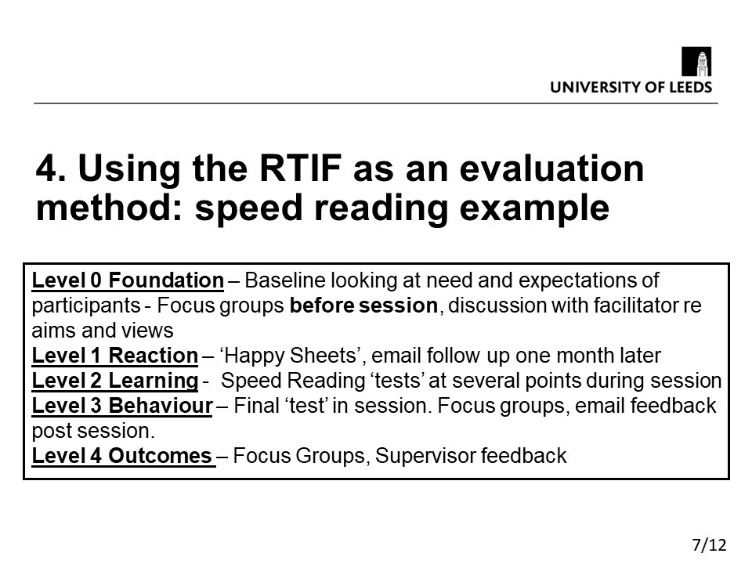 UNIVERSITY OF LEEDS
4. Using the RTIF as an evaluation
method: speed reading example
Level 0 Foundation – Baseline looking at need and expectations of
participants - Focus groups before session, discussion with facilitator re
aims and views
Level 1 Reaction – ‘Happy Sheets’, email follow up one month later
Level 2 Learning - Speed Reading ‘tests’ at several points during session
Level 3 Behaviour – Final ‘test’ in session. Focus groups, email feedback
post session.
Level 4 Outcomes – Focus Groups, Supervisor feedback
7/12